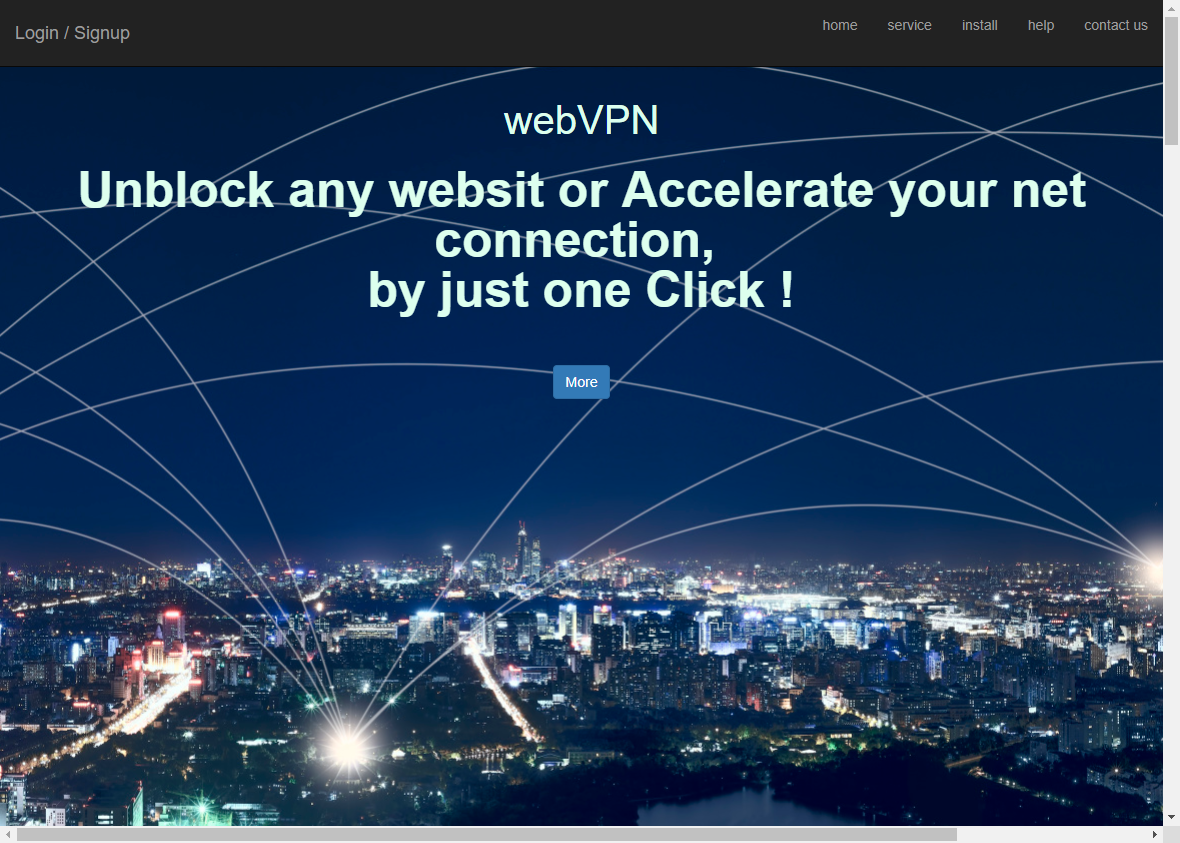 Login / Signup
home service install help contact us
webVPN
Unblock any websit or Accelerate your net
connection,
by just one Click !
More